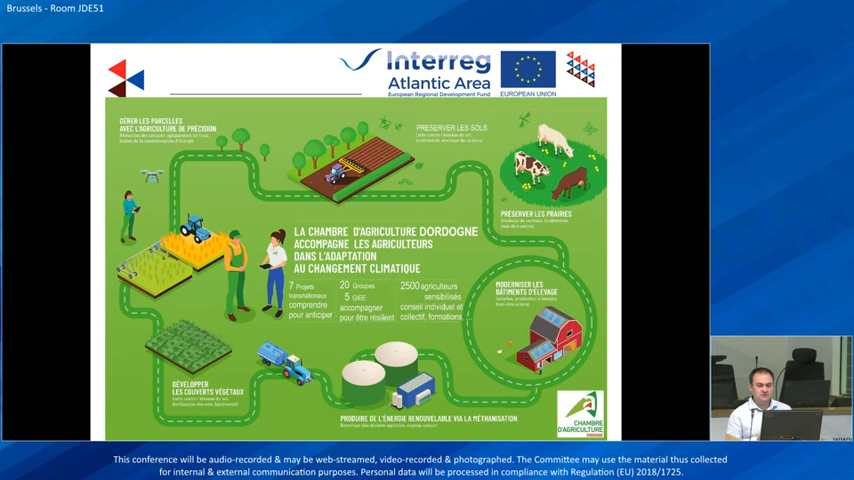 Brussels - Room JDE51
Interreg
Atlantic Area
European Regional Development Fund
EUROPEAN UNION
GÉRER LES PARCELLES
AVEC L'AGRICULTURE DE PRÉCISION
PRÉSERVER LES SOLS
PRÉSERVER LES PRAIRIES
LA CHAMBRE D'AGRICULTURE DORDOGNE
ACCOMPAGNE LES AGRICULTEURS
DANS L'ADAPTATION
AU CHANGEMENT CLIMATIQUE
7 Projets
transnationaux
comprendre
pour anticiper
20 Groupes
5 GIEE
accompagner
pour être résilient
2500 agriculteurs
sensibilisés
conseil individuel et
collectif, formations
MODERNISER LES
BÂTIMENTS D'ÉLEVAGE
DÉVELOPPER
LES COUVERTS VÉGÉTAUX
PRODUIRE DE L'ÉNERGIE RENOUVELABLE VIA LA MÉTHANISATION
CHAMBRE
D'AGRICULTURE
DORDOGNE
This conference will be audio-recorded & may be web-streamed, video-recorded & photographed. The Committee may use the material thus collected
for internal & external communication purposes. Personal data will be processed in compliance with Regulation (EU) 2018/1725.